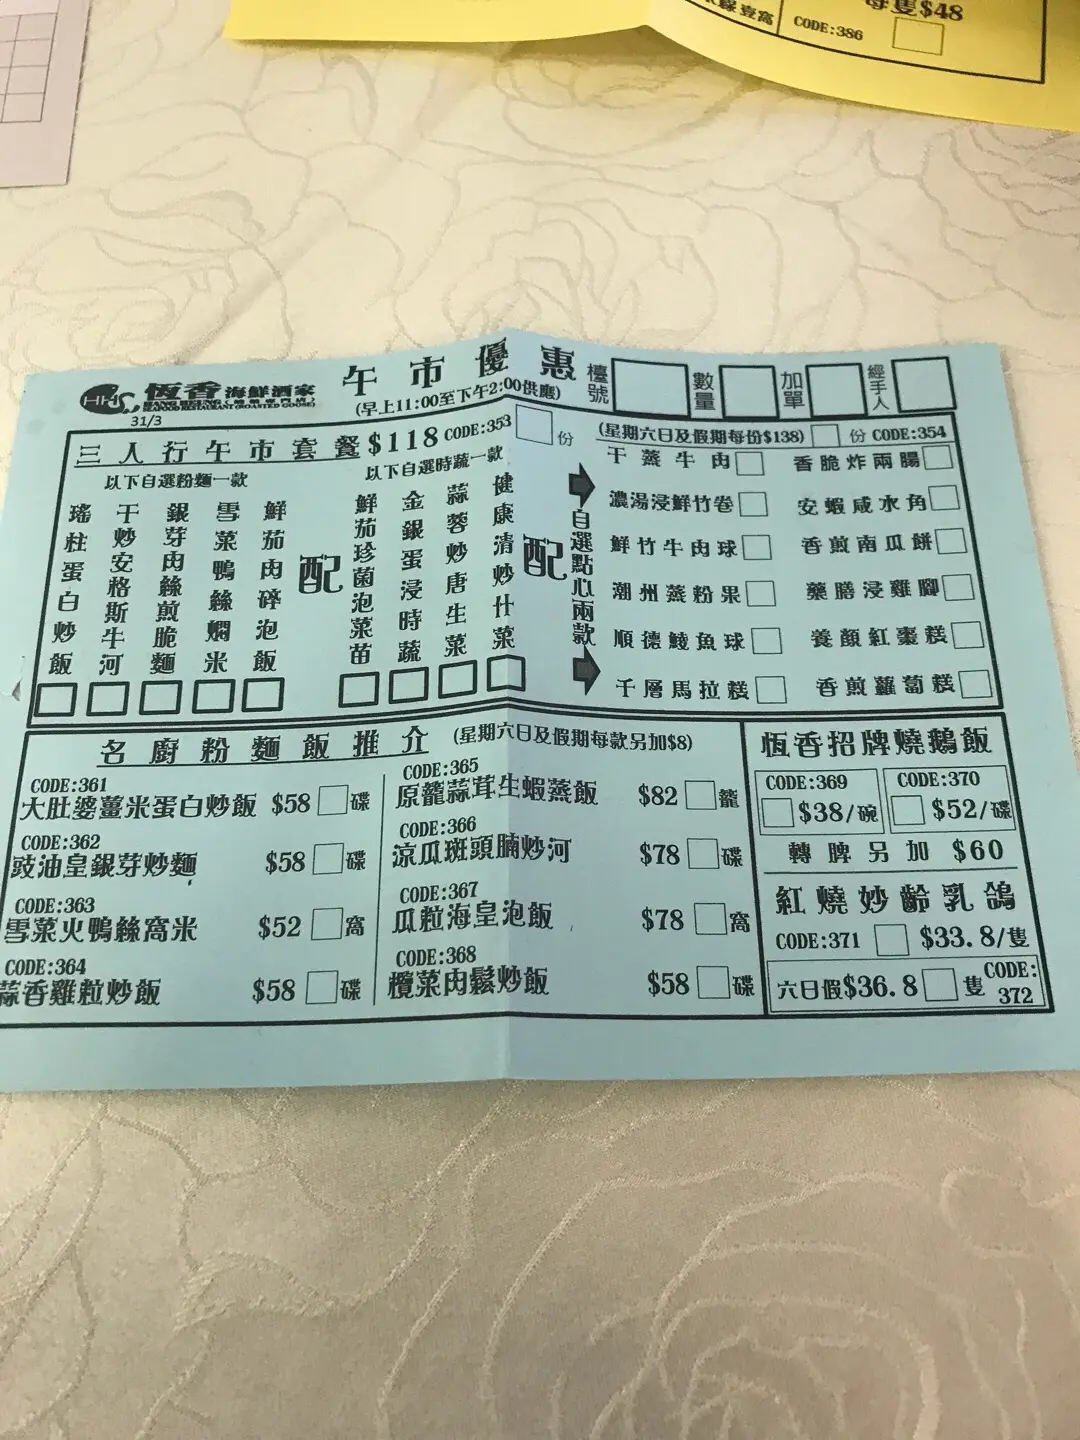 每隻$48
CODE:386
恆香海鮮酒家
31/3
午市優惠
(早上11:00至下午2:00供應)
檯號
數量
加單
經手人
三人行午市套餐$118 CODE:353 份
(星期六日及假期每份$138) 份 CODE:354
以下自選粉麵一款
瑤柱蛋白炒飯
干炒安格斯牛河
銀芽肉絲煎脆麵
雪菜鴨絲燜米
鮮茄肉碎泡飯
配
以下自選時蔬一款
鮮茄珍菌泡菜苗
金銀蛋浸時蔬
蒜蓉炒唐生菜
健康清炒什菜
配
自選點心兩款
干蒸牛肉
香脆炸兩腸
濃湯浸鮮竹卷
安蝦咸水角
鮮竹牛肉球
香煎南瓜餅
潮州蒸粉果
藥膳浸雞腳
順德鯪魚球
養顏紅棗糕
千層馬拉糕
香煎蘿蔔糕
名廚粉麵飯推介 (星期六日及假期每款另加$8)
CODE:361
大肚婆薑米蛋白炒飯 $58 碟
CODE:362
豉油皇銀芽炒麵 $58 碟
CODE:363
雪菜火鴨絲窩米 $52 窩
CODE:364
蒜香雞粒炒飯 $58 碟
CODE:365
原籠蒜茸生蝦蒸飯 $82 籠
CODE:366
凉瓜斑頭腩炒河 $78 碟
CODE:367
瓜粒海皇泡飯 $78 窩
CODE:368
欖菜肉鬆炒飯 $58 碟
恆香招牌燒鵝飯
CODE:369
$38/碗
CODE:370
$52/碟
轉脾另加 $60
紅燒妙齡乳鴿
CODE:371 $33.8/隻
六日假$36.8 隻 CODE:372